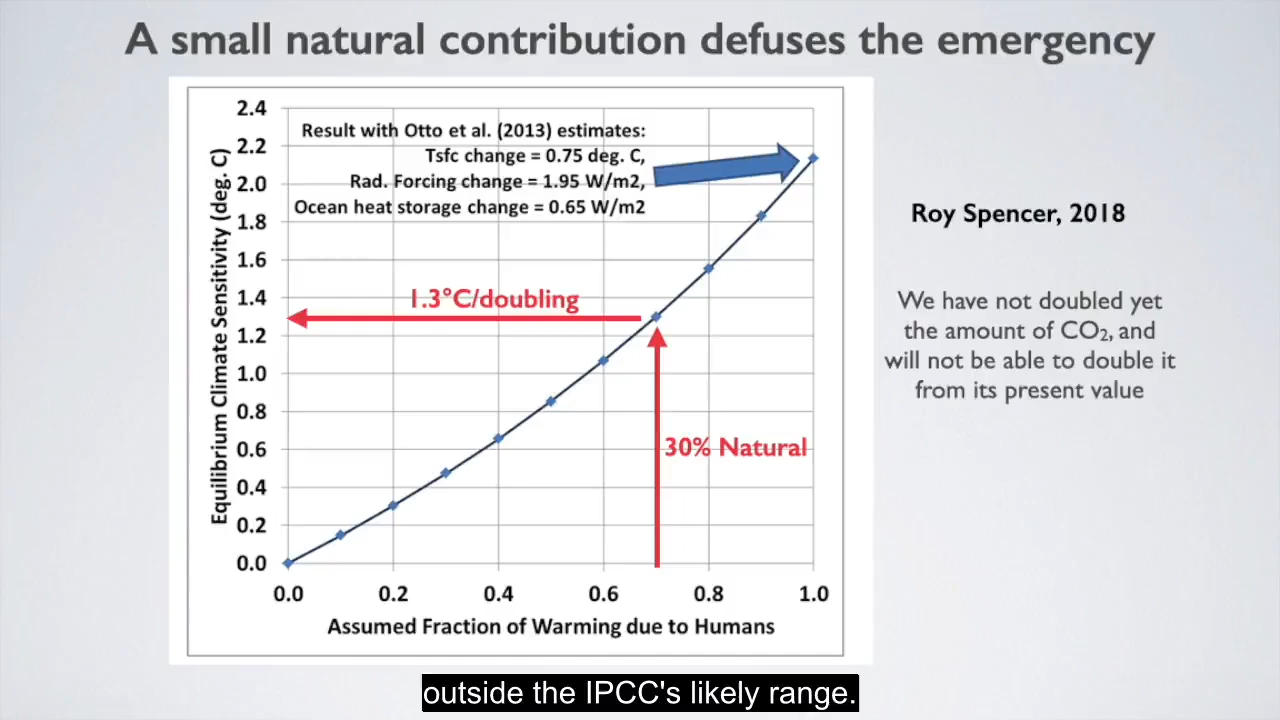 A small natural contribution defuses the emergency
Result with Otto et al. (2013) estimates:
Tsfc change = 0.75 deg. C,
Rad. Forcing change = 1.95 W/m2,
Ocean heat storage change = 0.65 W/m2
Equilibrium Climate Sensitivity (deg. C)
2.4
2.2
2.0
1.8
1.6
1.4
1.2
1.0
0.8
0.6
0.4
0.2
0.0
1.3°C/doubling
30% Natural
0.0 0.2 0.4 0.6 0.8 1.0
Assumed Fraction of Warming due to Humans
Roy Spencer, 2018
We have not doubled yet
the amount of CO₂, and
will not be able to double it
from its present value
outside the IPCC's likely range.